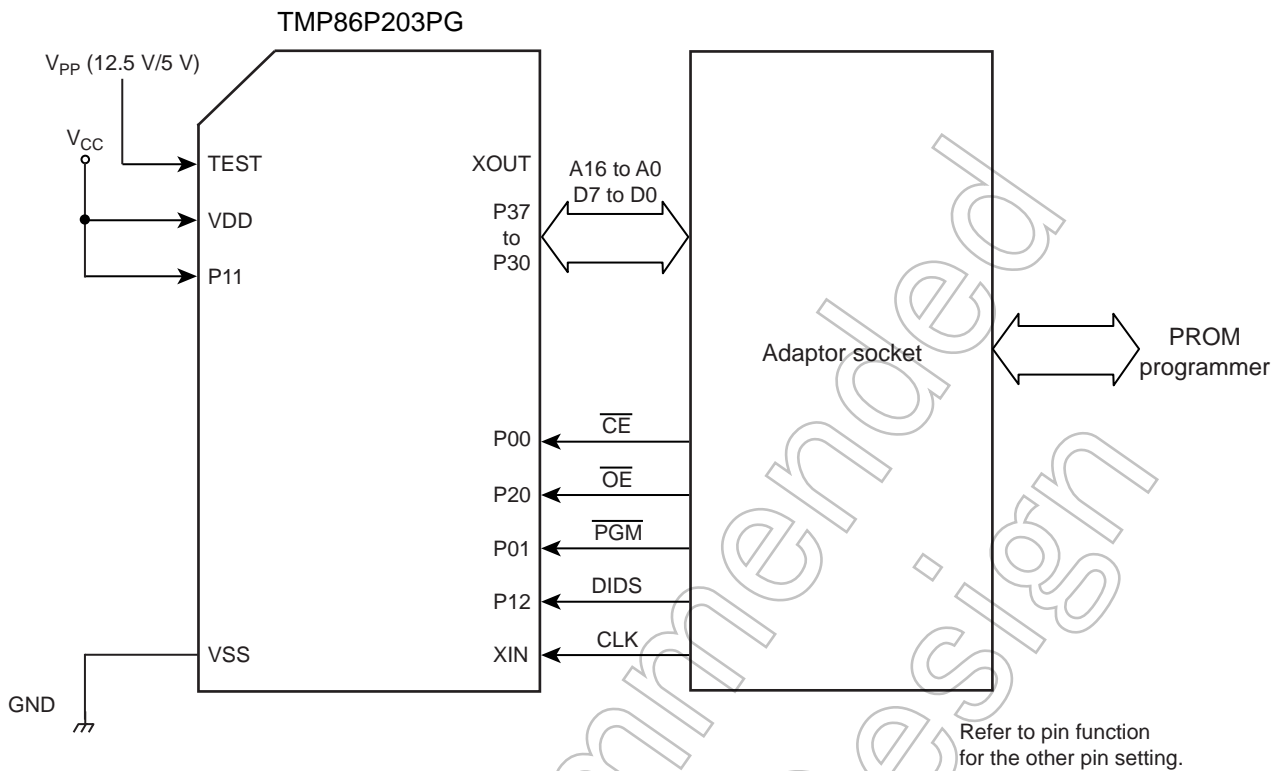 TMP86P203PG
VPP (12.5 V/5 V)
VCC
TEST
VDD
P11
VSS
GND
XOUT
P37
to
P30
A16 to A0
D7 to D0
P00
CE
P20
OE
P01
PGM
P12
DIDS
XIN
CLK
Adaptor socket
PROM
programmer
Refer to pin function
for the other pin setting.
mmended
esign